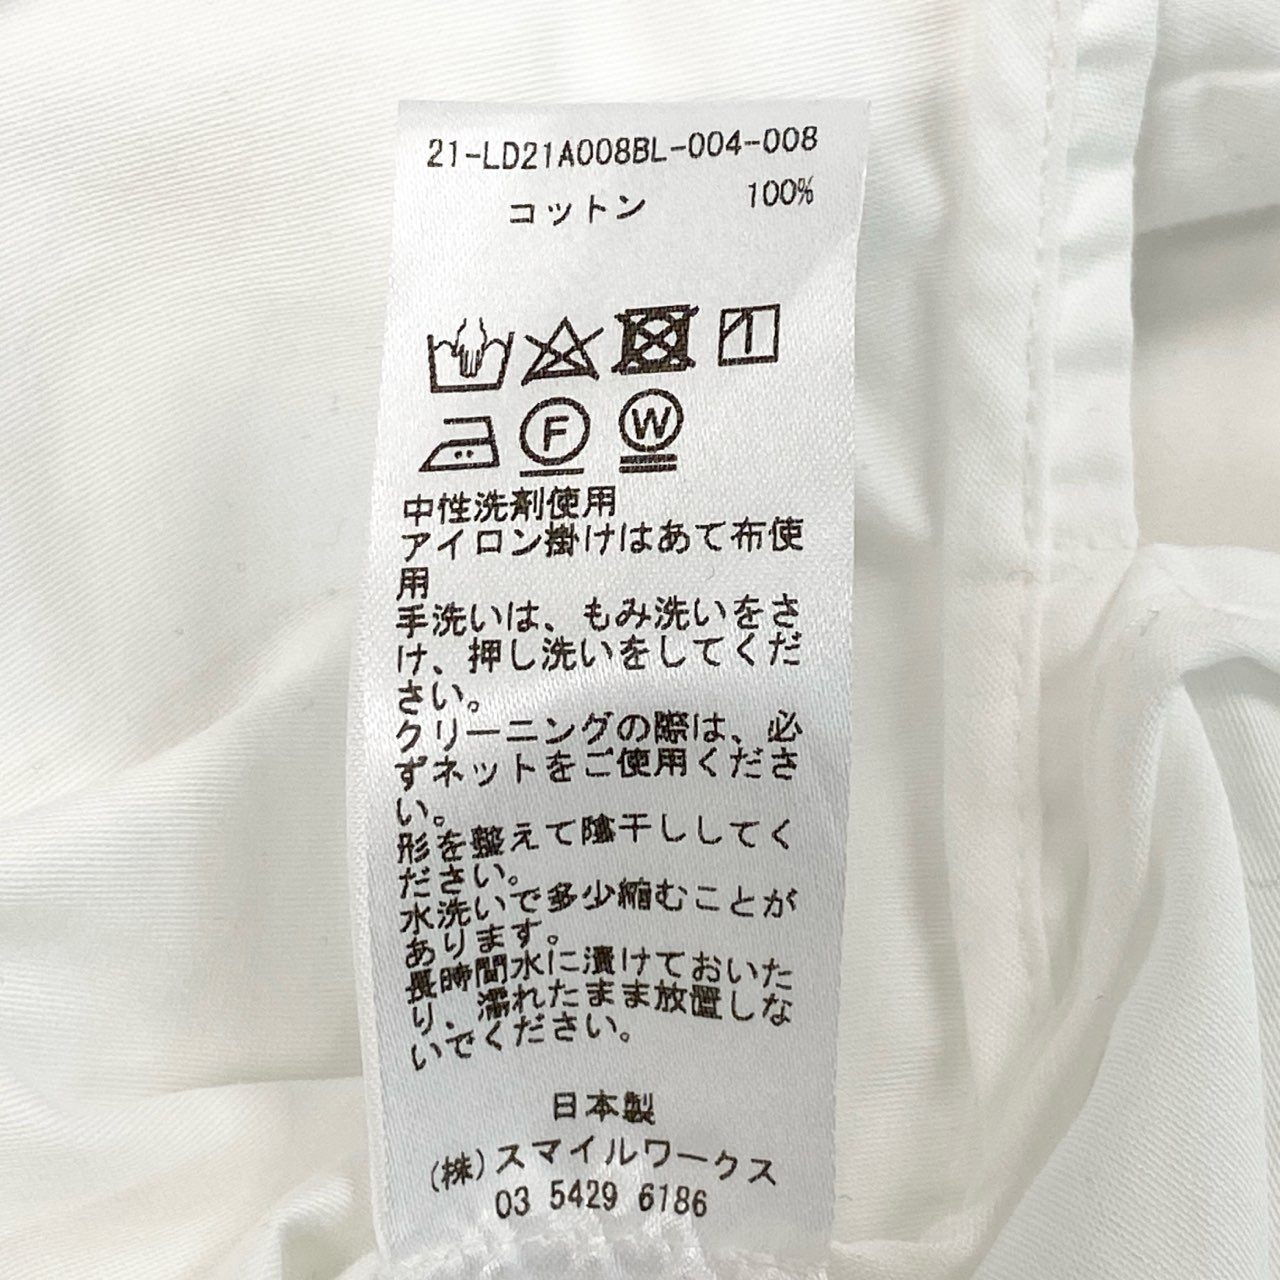 21-LD21A008BL-004-008
コットン 100%
F W
中性洗剤使用
アイロン掛けはあて布使
用
手洗いは、もみ洗いをさ
け、押し洗いをしてくだ
さい。
クリーニングの際は、必
ずネットをご使用くださ
い。
形を整えて陰干ししてく
ださい。
水洗いで多少縮むことが
あります。
長時間水に漬けておいた
り、濡れたまま放置しな
いでください。
日本製
(株)スマイルワークス
03 5429 6186